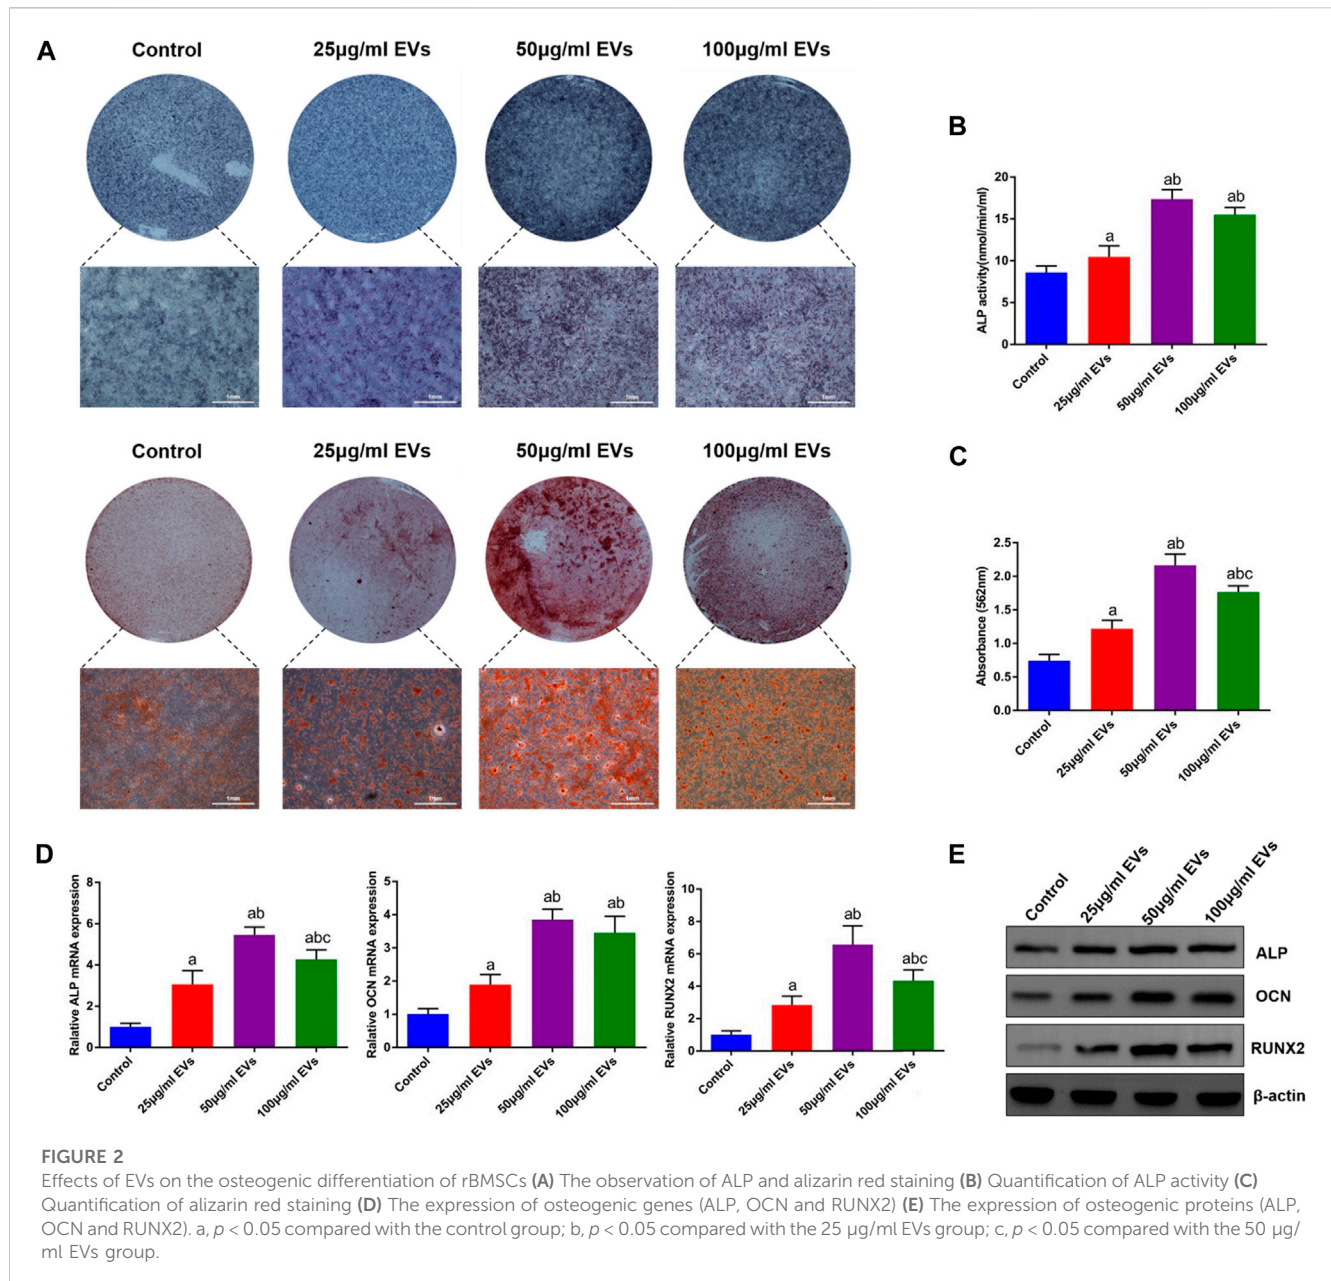 A
Control
25µg/ml EVs
50µg/ml EVs
100µg/ml EVs
1mm
1mm
1mm
1mm
Control
25µg/ml EVs
50µg/ml EVs
100µg/ml EVs
1mm
1mm
1mm
1mm
B
ALP activity(nmol/min/ml)
20
15
10
5
0
a
ab
ab
Control
25µg/ml EVs
50µg/ml EVs
100µg/ml EVs
C
Absorbance (562nm)
2.5
2.0
1.5
1.0
0.5
0.0
a
ab
abc
Control
25µg/ml EVs
50µg/ml EVs
100µg/ml EVs
D
Ralative ALP mRNA expression
8
6
4
2
0
a
ab
abc
Control
25µg/ml EVs
50µg/ml EVs
100µg/ml EVs
Ralative OCN mRNA expression
5
4
3
2
1
0
a
ab
ab
Control
25µg/ml EVs
50µg/ml EVs
100µg/ml EVs
Ralative RUNX2 mRNA expression
10
8
6
4
2
0
a
ab
abc
Control
25µg/ml EVs
50µg/ml EVs
100µg/ml EVs
E
Control
25µg/ml EVs
50µg/ml EVs
100µg/ml EVs
ALP
OCN
RUNX2
β-actin
FIGURE 2
Effects of EVs on the osteogenic differentiation of rBMSCs (A) The observation of ALP and alizarin red staining (B) Quantification of ALP activity (C)
Quantification of alizarin red staining (D) The expression of osteogenic genes (ALP, OCN and RUNX2) (E) The expression of osteogenic proteins (ALP,
OCN and RUNX2). a, p < 0.05 compared with the control group; b, p < 0.05 compared with the 25 µg/ml EVs group; c, p < 0.05 compared with the 50 µg/
ml EVs group.